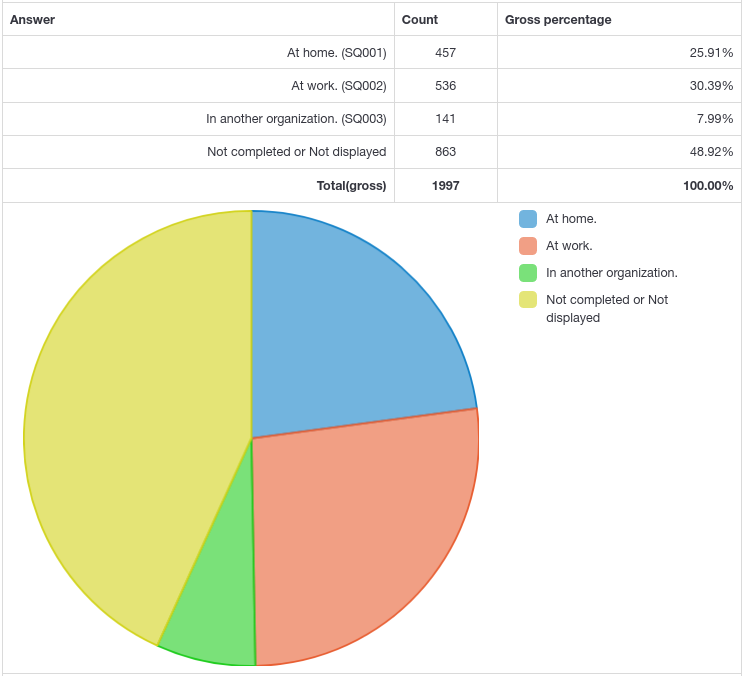 Answer Count Gross percentage
At home. (SQ001) 457 25.91%
At work. (SQ002) 536 30.39%
In another organization. (SQ003) 141 7.99%
Not completed or Not displayed 863 48.92%
Total(gross) 1997 100.00%
At home.
At work.
In another organization.
Not completed or Not
displayed